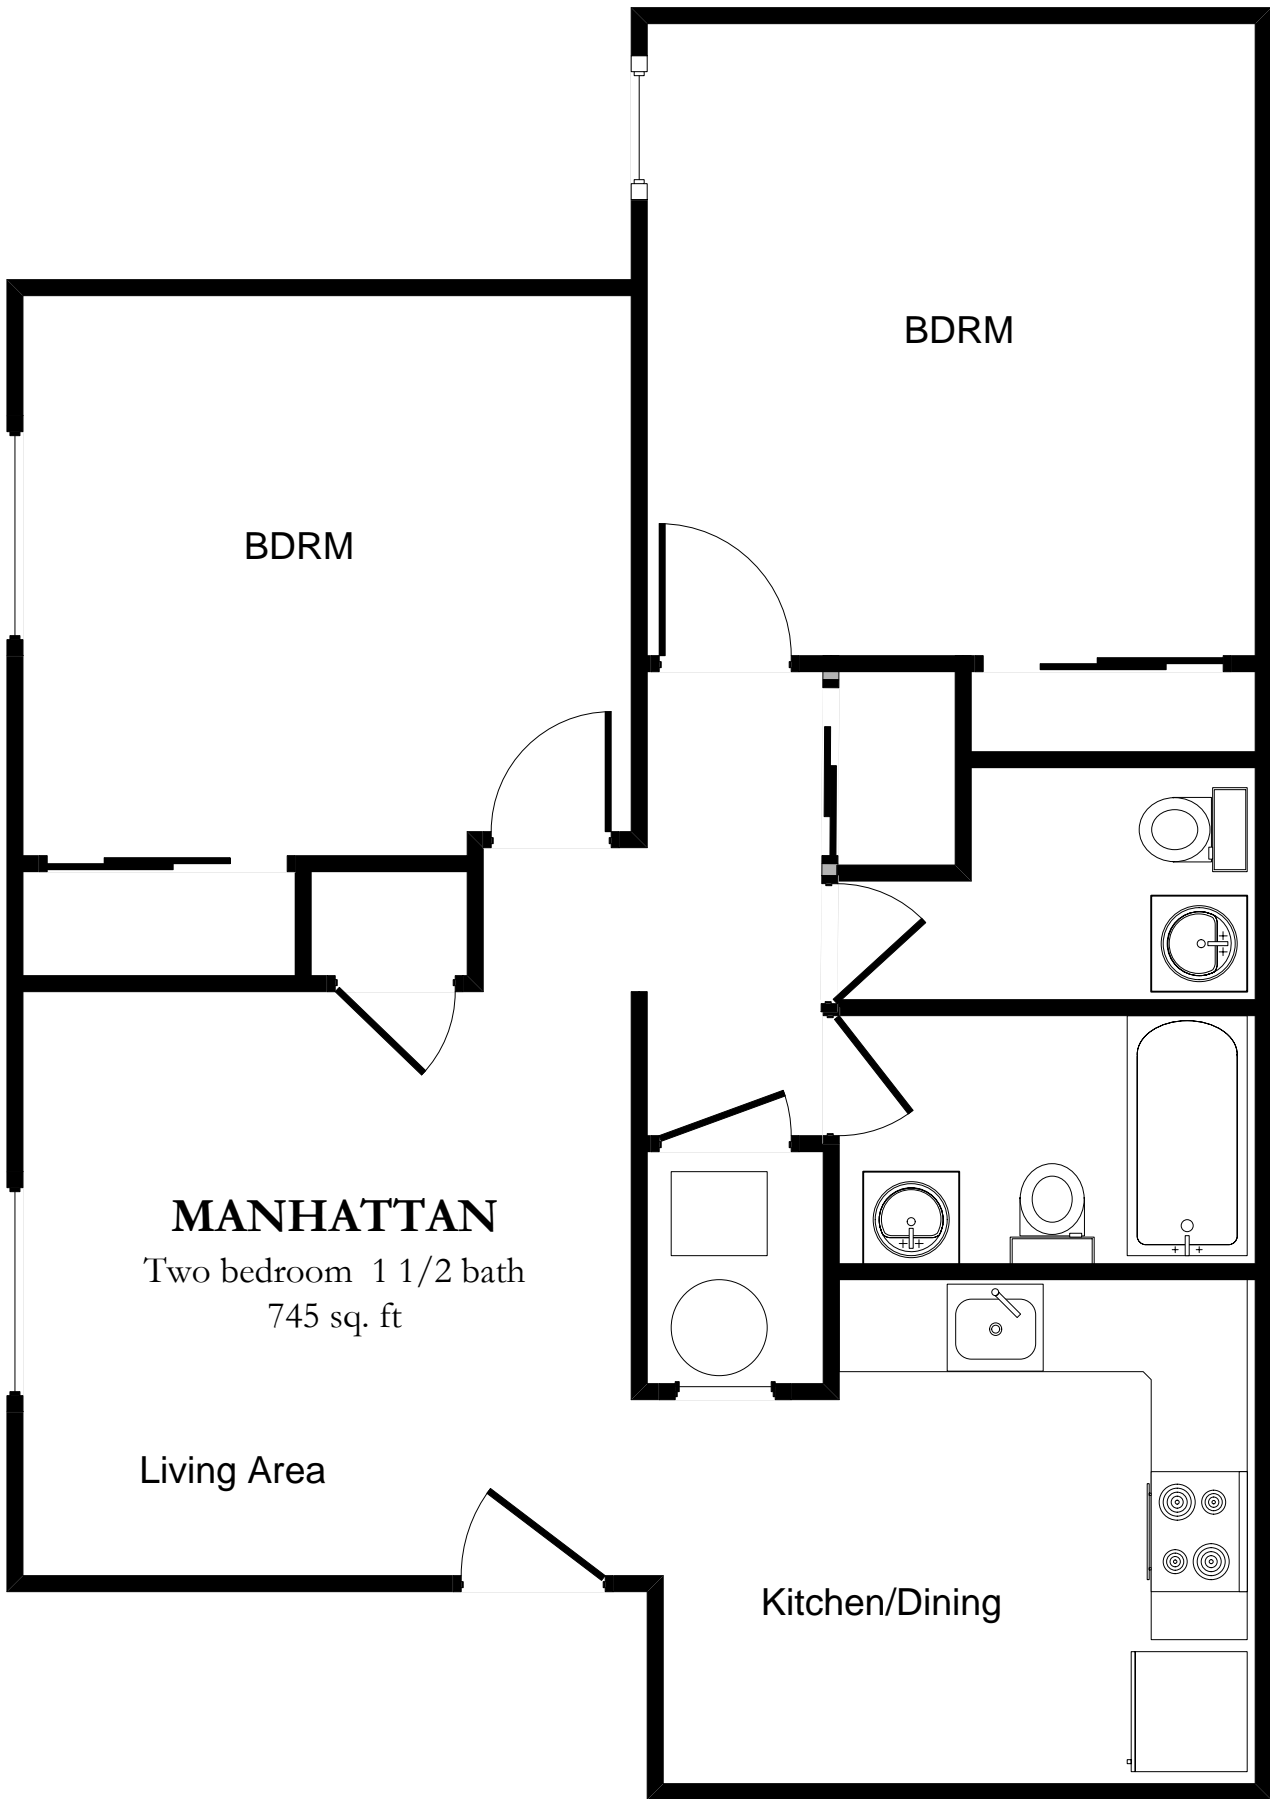 BDRM
BDRM
MANHATTAN
Two bedroom 1 1/2 bath
745 sq. ft
Living Area
Kitchen/Dining